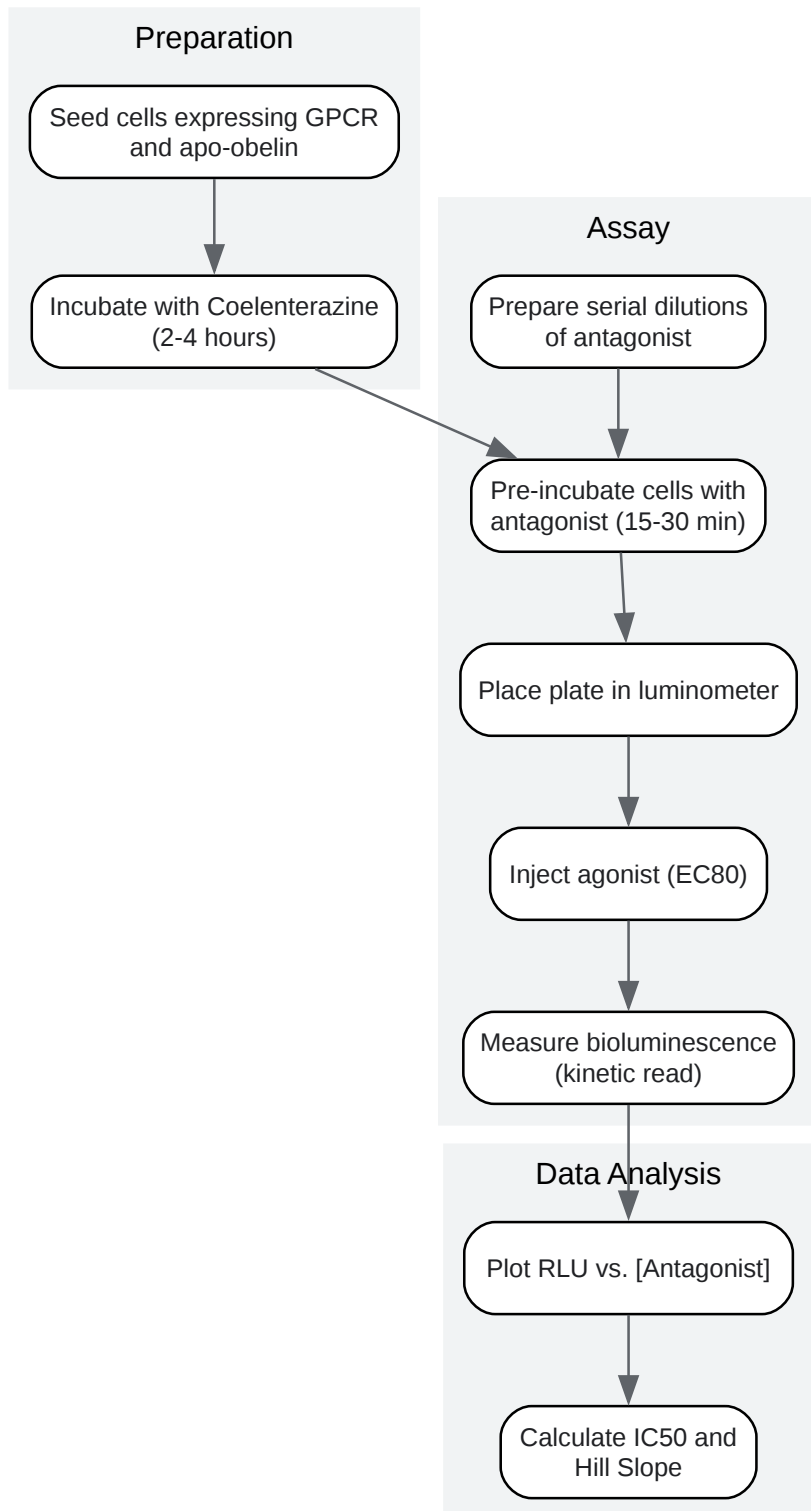 Preparation
Seed cells expressing GPCR
and apo-obelin
Incubate with Coelenterazine
(2-4 hours)
Assay
Prepare serial dilutions
of antagonist
Pre-incubate cells with
antagonist (15-30 min)
Place plate in luminometer
Inject agonist (EC80)
Measure bioluminescence
(kinetic read)
Data Analysis
Plot RLU vs. [Antagonist]
Calculate IC50 and
Hill Slope